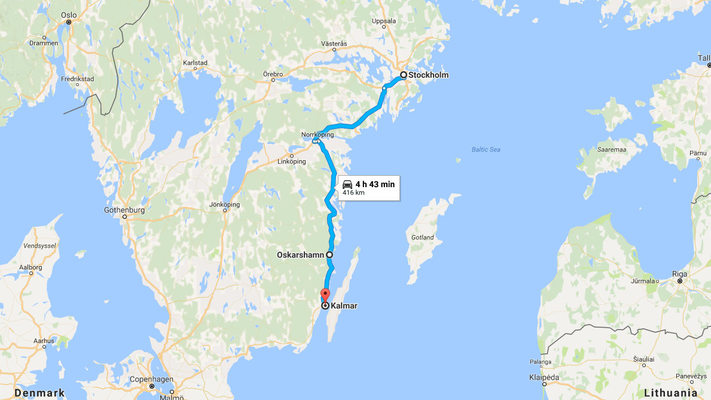 Oslo
Drammen
Fredrikstad
Karlstad
Örebro
Västerås
Uppsala
Stockholm
Norrköping
Linköping
Jönköping
Gothenburg
4 h 43 min
416 km
Baltic Sea
Gotland
Oskarshamn
Kalmar
Vendsyssel
Aalborg
Aarhus
Copenhagen
Malmö
Denmark
Tall
Saaremaa
Pärnu
Riga
Jūrmala
Šiauliai
Palanga
Klaipėda
Panevėžys
Lithuania